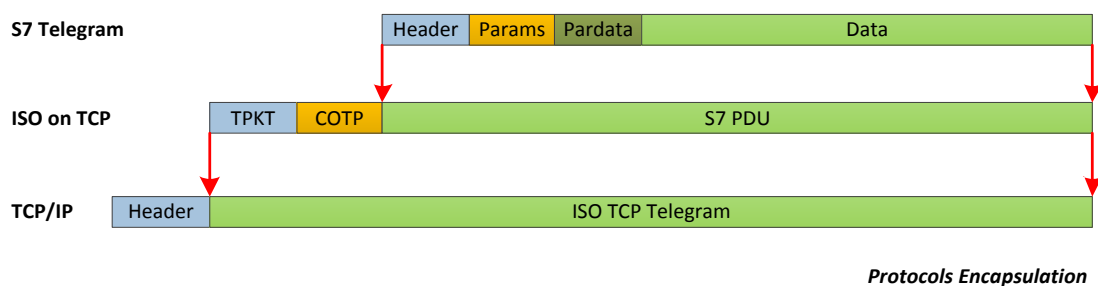 S7 Telegram Header Params Pardata Data
ISO on TCP TPKT COTP S7 PDU
TCP/IP Header ISO TCP Telegram
Protocols Encapsulation